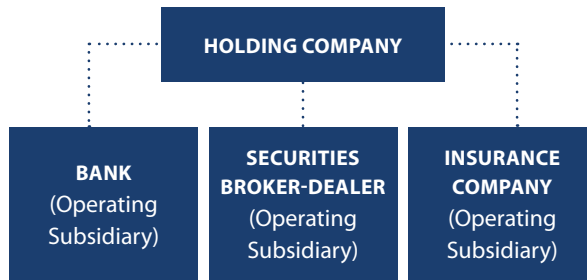 HOLDING COMPANY
BANK
(Operating
Subsidiary)
SECURITIES
BROKER-DEALER
(Operating
Subsidiary)
INSURANCE
COMPANY
(Operating
Subsidiary)